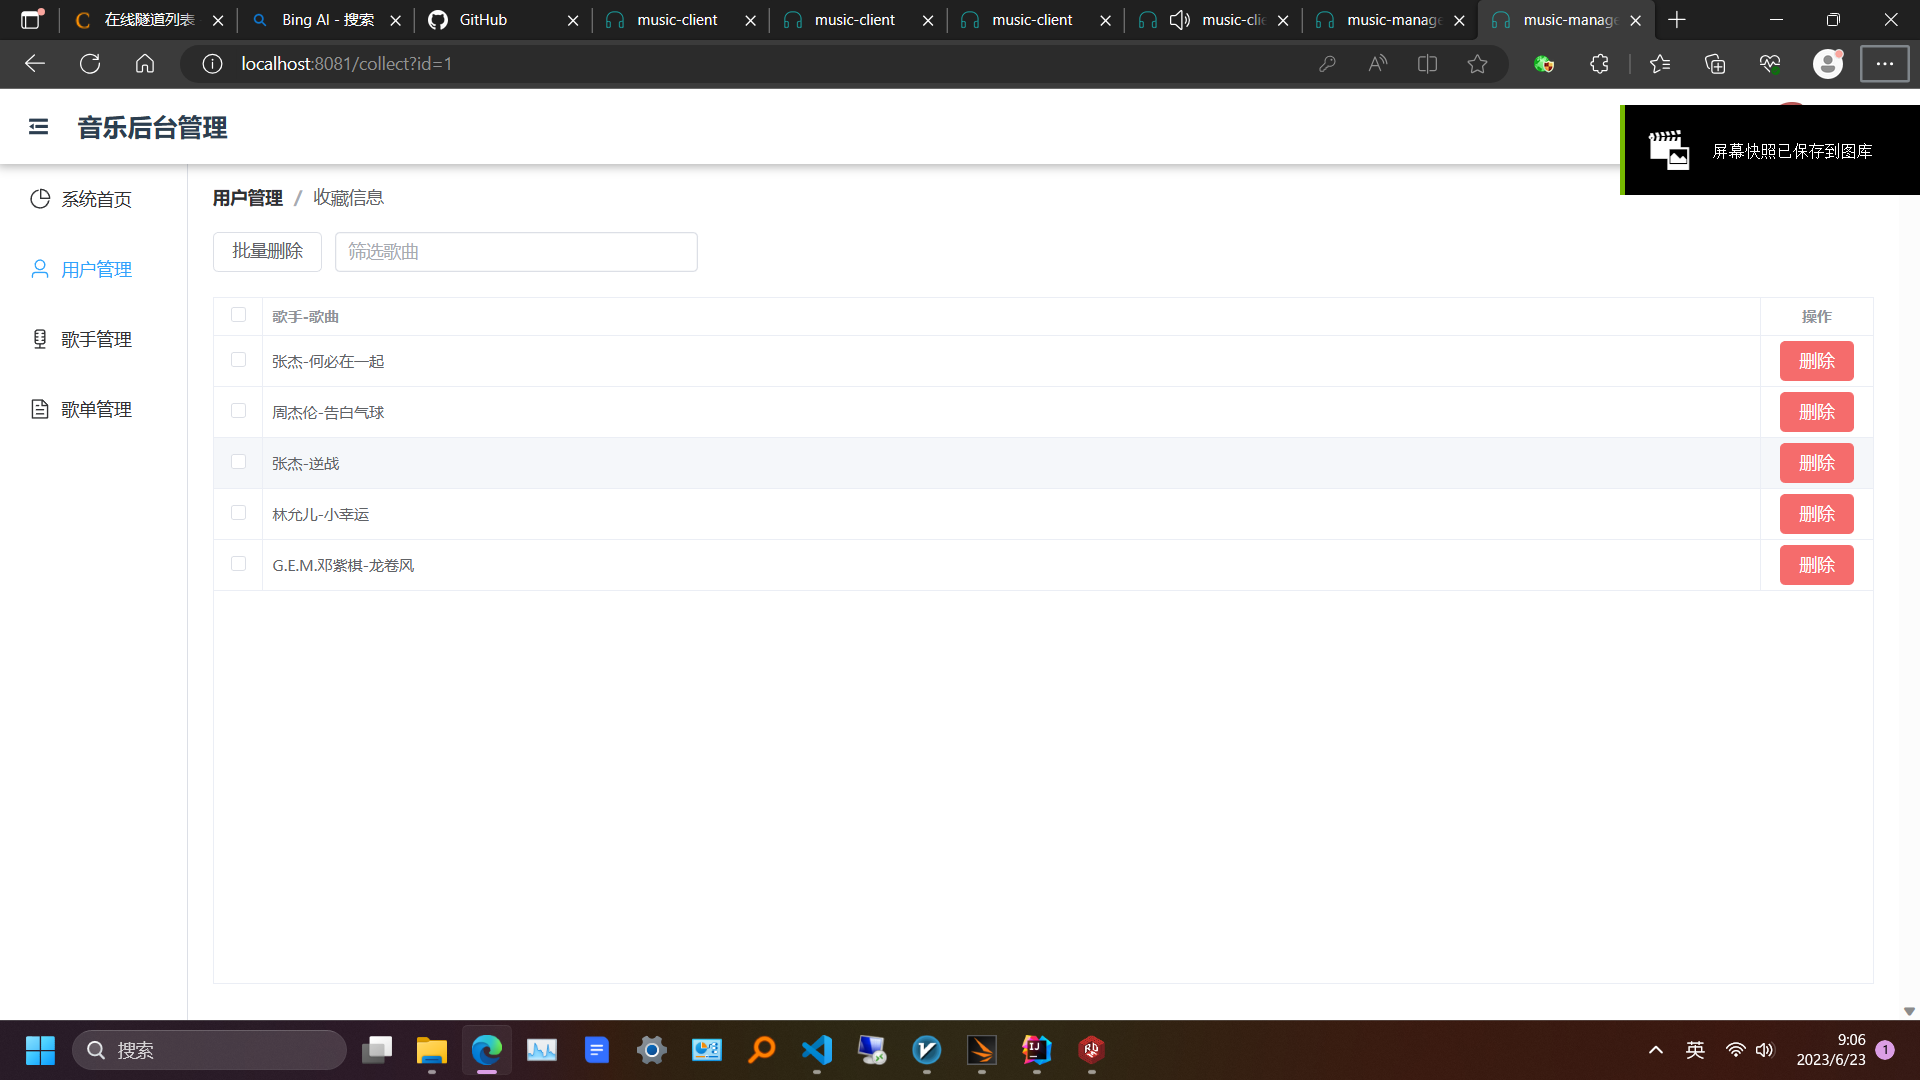 在线隧道列表
Bing AI - 搜索
GitHub
music-client
music-client
music-client
music-clie
music-manage
music-manage
localhost:8081/collect?id=1
音乐后台管理
屏幕快照已保存到图库
系统首页
用户管理
歌手管理
歌单管理
用户管理 / 收藏信息
批量删除
筛选歌曲
歌手-歌曲 操作
张杰-何必在一起 删除
周杰伦-告白气球 删除
张杰-逆战 删除
林允儿-小幸运 删除
G.E.M.邓紫棋-龙卷风 删除
搜索
英
9:06
2023/6/23
1